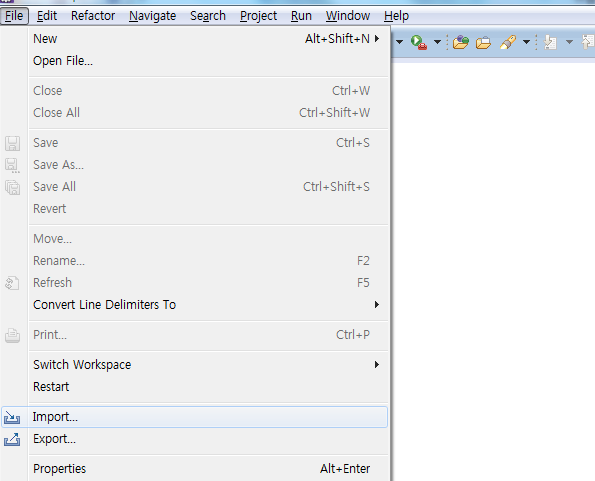 File Edit Refactor Navigate Search Project Run Window Help
New Alt+Shift+N
Open File...
Close Ctrl+W
Close All Ctrl+Shift+W
Save Ctrl+S
Save As...
Save All Ctrl+Shift+S
Revert
Move...
Rename... F2
Refresh F5
Convert Line Delimiters To
Print... Ctrl+P
Switch Workspace
Restart
Import...
Export...
Properties Alt+Enter